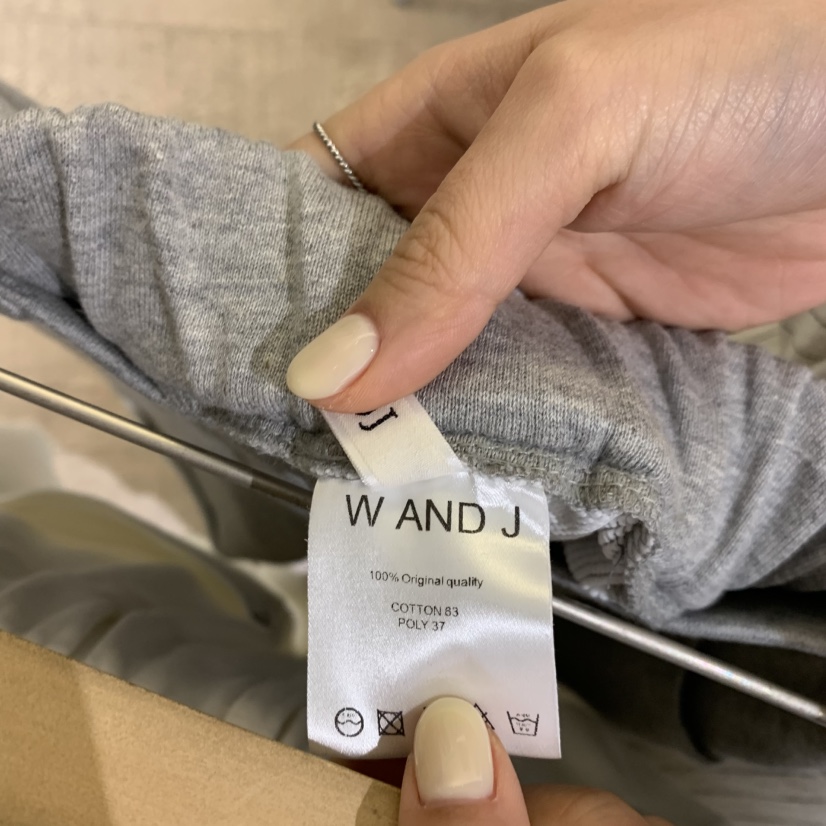 J
W AND J
100% Original quality
COTTON 83
POLY 37